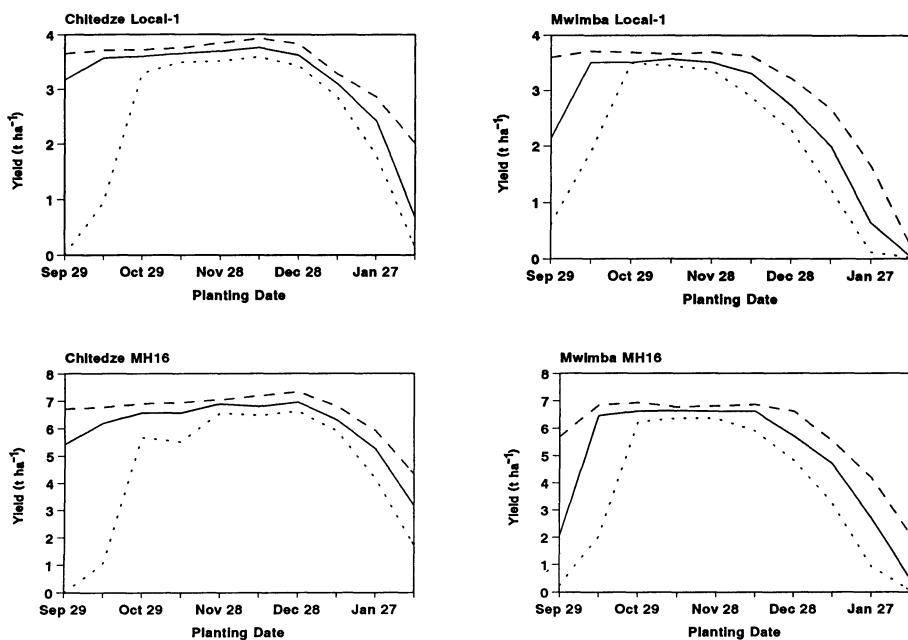 Chitedze Local-1
4
3
2
1
0
Yield (t ha⁻¹)
Sep 29 Oct 29 Nov 28 Dec 28 Jan 27
Planting Date
Mwimba Local-1
4
3
2
1
0
Yield (t ha⁻¹)
Sep 29 Oct 29 Nov 28 Dec 28 Jan 27
Planting Date
Chitedze MH16
8
7
6
5
4
3
2
1
0
Yield (t ha⁻¹)
Sep 29 Oct 29 Nov 28 Dec 28 Jan 27
Planting Date
Mwimba MH16
8
7
6
5
4
3
2
1
0
Yield (t ha⁻¹)
Sep 29 Oct 29 Nov 28 Dec 28 Jan 27
Planting Date